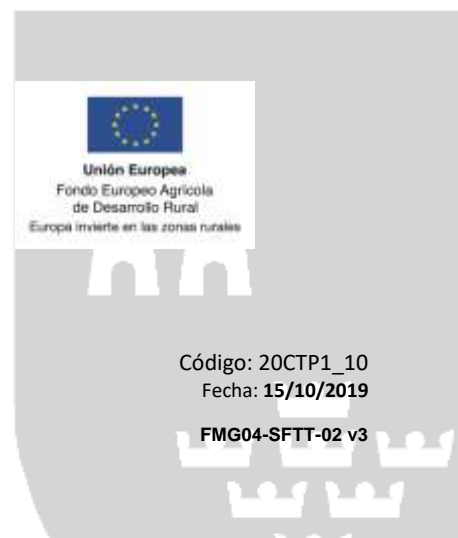 Unión Europea
Fondo Europeo Agrícola
de Desarrollo Rural
Europa invierte en las zonas rurales
Código: 20CTP1_10
Fecha: 15/10/2019
FMG04-SFTT-02 v3